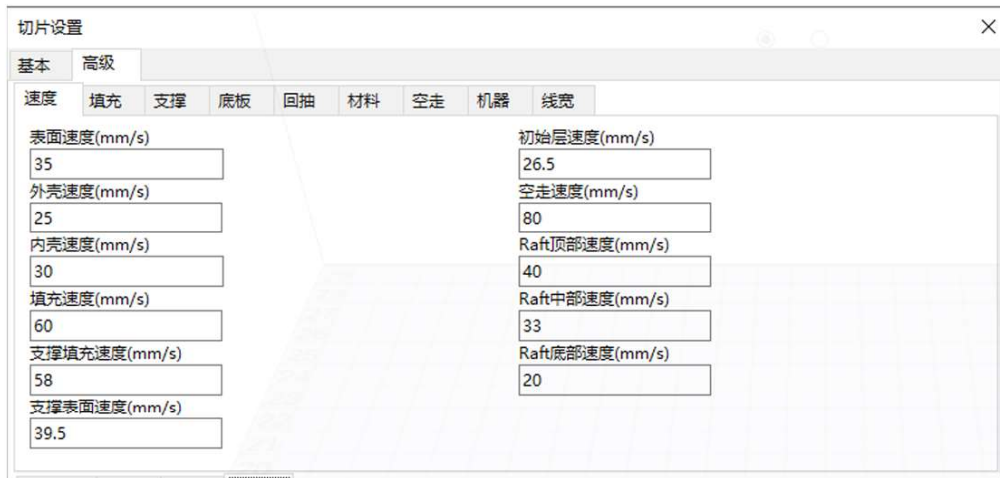 切片设置
基本 高级
速度 填充 支撑 底板 回抽 材料 空走 机器 线宽
表面速度(mm/s) 初始层速度(mm/s)
35 26.5
外壳速度(mm/s) 空走速度(mm/s)
25 80
内壳速度(mm/s) Raft顶部速度(mm/s)
30 40
填充速度(mm/s) Raft中部速度(mm/s)
60 33
支撑填充速度(mm/s) Raft底部速度(mm/s)
58 20
支撑表面速度(mm/s)
39.5